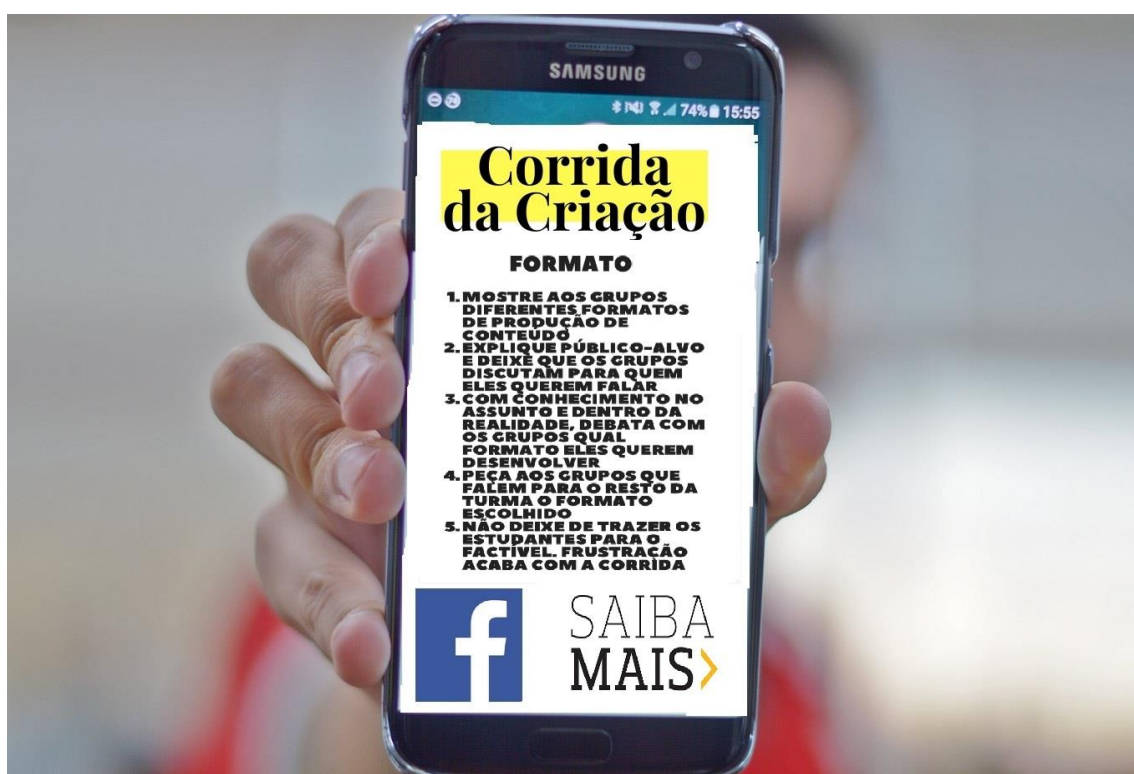 SAMSUNG
74% 15:55
Corrida
da Criação
FORMATO
1. MOSTRE AOS GRUPOS
DIFERENTES FORMATOS
DE PRODUÇÃO DE
CONTEÚDO
2. EXPLIQUE PÚBLICO-ALVO
E DEIXE QUE OS GRUPOS
DISCUTAM PARA QUEM
ELES QUEREM FALAR
3. COM CONHECIMENTO NO
ASSUNTO E DENTRO DA
REALIDADE, DEBATA COM
OS GRUPOS QUAL
FORMATO ELES QUEREM
DESENVOLVER
4. PEÇA AOS GRUPOS QUE
FALEM PARA O RESTO DA
TURMA O FORMATO
ESCOLHIDO
5. NÃO DEIXE DE TRAZER OS
ESTUDANTES PARA O
FACTÍVEL. FRUSTRAÇÃO
ACABA COM A CORRIDA
f
SAIBA
MAIS>